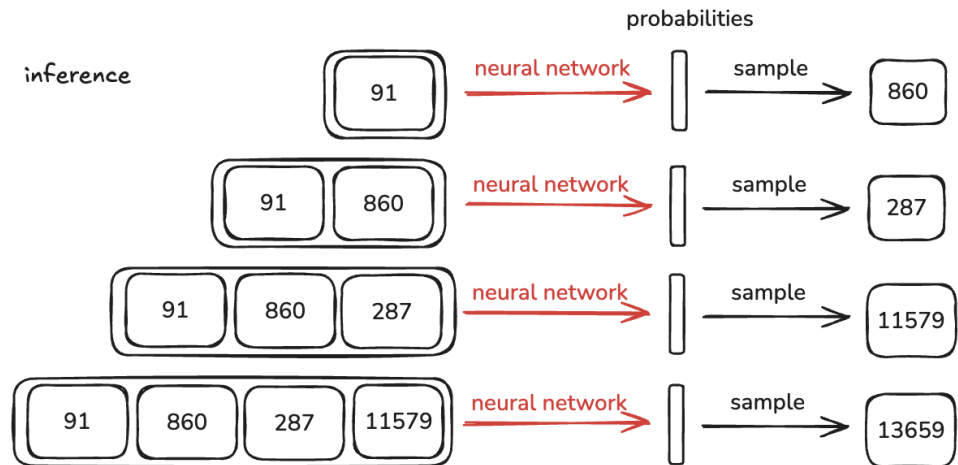 probabilities
inference
91 neural network sample 860
91 860 neural network sample 287
91 860 287 neural network sample 11579
91 860 287 11579 neural network sample 13659